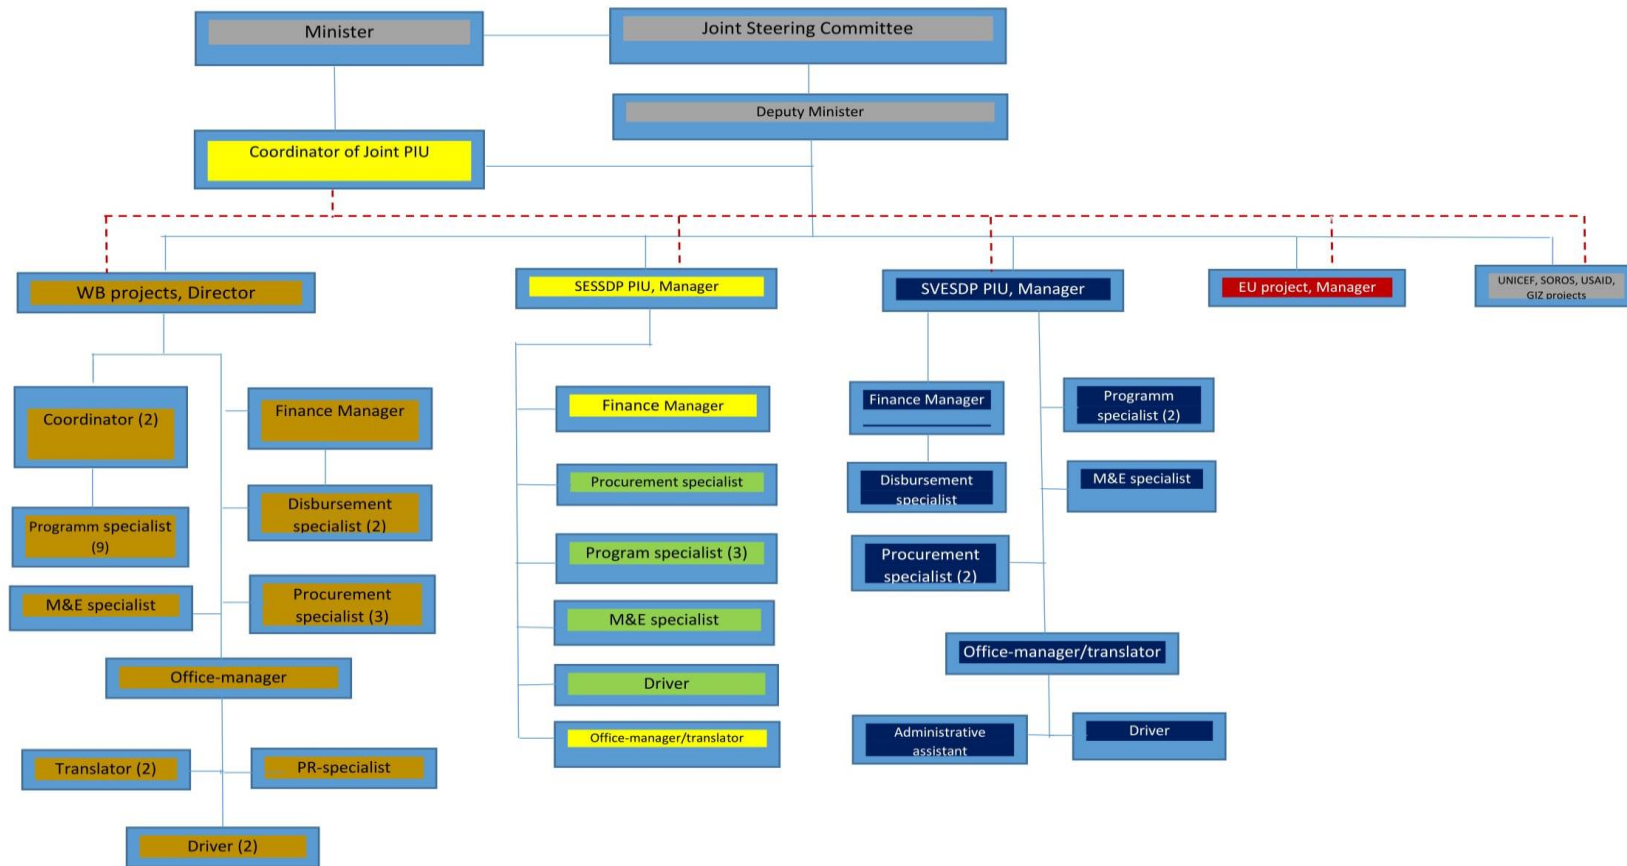 Minister
Joint Steering Committee
Deputy Minister
Coordinator of Joint PIU
WB projects, Director
SESSDP PIU, Manager
SVESDP PIU, Manager
EU project, Manager
UNICEF, SOROS, USAID,
GIZ projects
Coordinator (2)
Finance Manager
Programm specialist
(9)
Disbursement
specialist (2)
M&E specialist
Procurement
specialist (3)
Office-manager
Translator (2)
PR-specialist
Driver (2)
Finance Manager
Procurement specialist
Program specialist (3)
M&E specialist
Driver
Office-manager/translator
Finance Manager
Programm
specialist (2)
Disbursement
specialist
M&E specialist
Procurement
specialist (2)
Office-manager/translator
Administrative
assistant
Driver